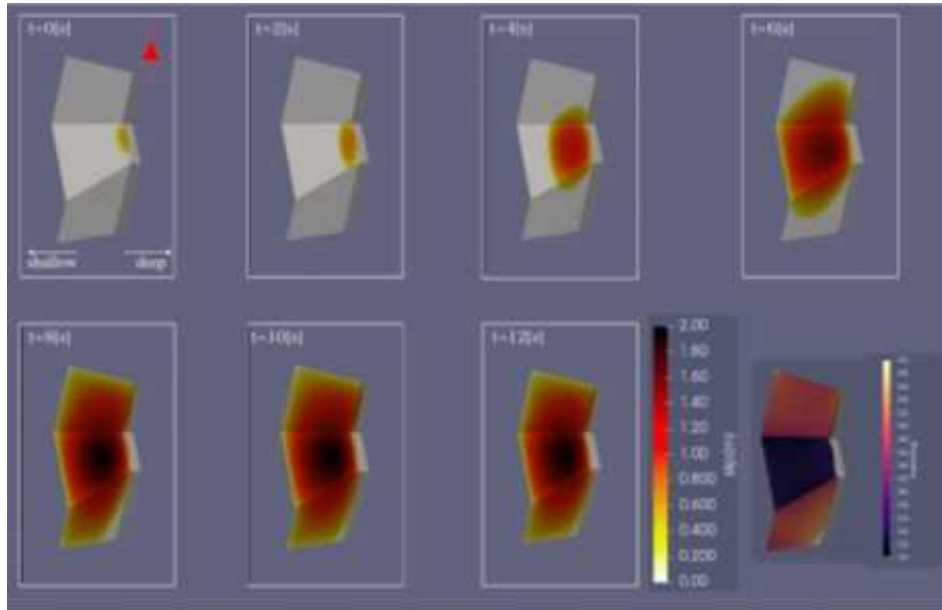 t=0[s]
t=2[s]
t=4[s]
t=6[s]
shallow
deep
t=8[s]
t=10[s]
t=12[s]
2.00
1.80
1.60
1.40
1.20
1.00
0.800
0.600
0.400
0.200
0.00